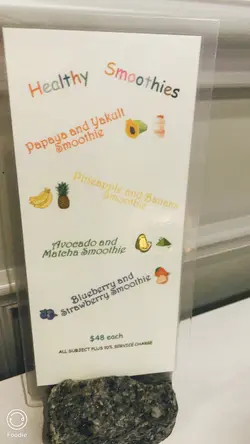 Healthy Smoothies
Papaya and Yakult
Smoothie
Pineapple and Banana
Smoothie
Avocado and
Matcha Smoothie
Blueberry and
Strawberry Smoothie
$48 each
ALL SUBJECT PLUS 10% SERVICE CHARGE
Foodie